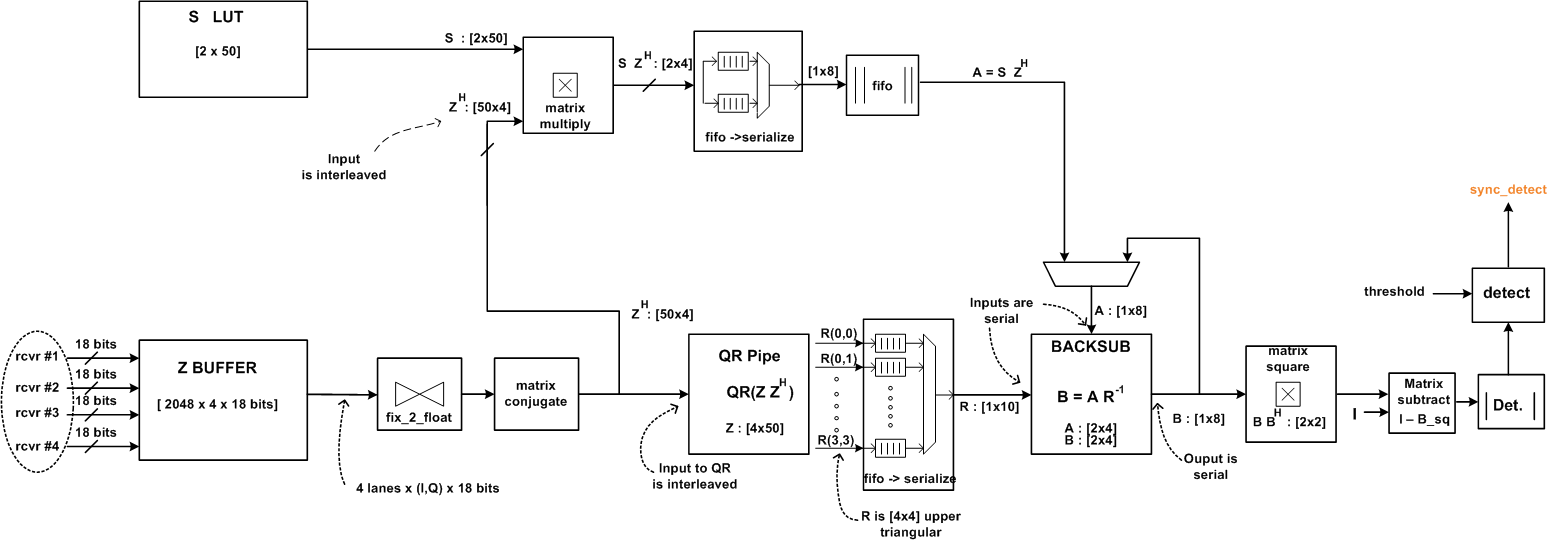 S LUT
[2 x 50]
S : [2x50]
Z^H : [50x4]
Input
is interleaved
matrix
multiply
S Z^H : [2x4]
fifo ->serialize
[1x8]
fifo
A = S Z^H
sync_detect
threshold
detect
rcvr #1
rcvr #2
rcvr #3
rcvr #4
18 bits
18 bits
18 bits
18 bits
Z BUFFER
[ 2048 x 4 x 18 bits]
4 lanes x (I,Q) x 18 bits
fix_2_float
matrix
conjugate
Z^H : [50x4]
QR Pipe
QR(Z Z^H)
Z : [4x50]
Input to QR
is interleaved
R(0,0)
R(0,1)
R(3,3)
fifo -> serialize
R is [4x4] upper
triangular
R : [1x10]
Inputs are
serial
A : [1x8]
BACKSUB
B = A R^-1
A : [2x4]
B : [2x4]
B : [1x8]
Ouput is
serial
matrix
square
B B^H : [2x2]
I
Matrix
subtract
I – B_sq
Det.